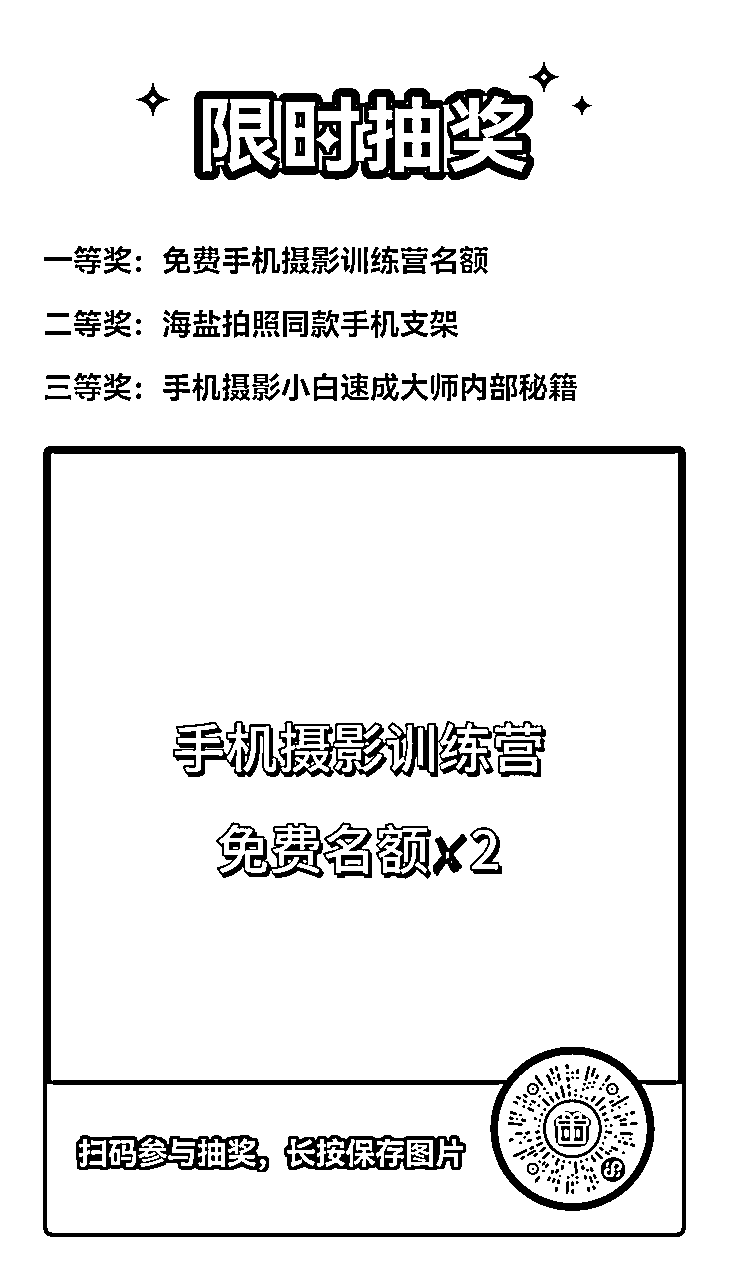 限时抽奖
一等奖：免费手机摄影训练营名额
二等奖：海盐拍照同款手机支架
三等奖：手机摄影小白速成大师内部秘籍
手机摄影训练营
免费名额x2
扫码参与抽奖，长按保存图片